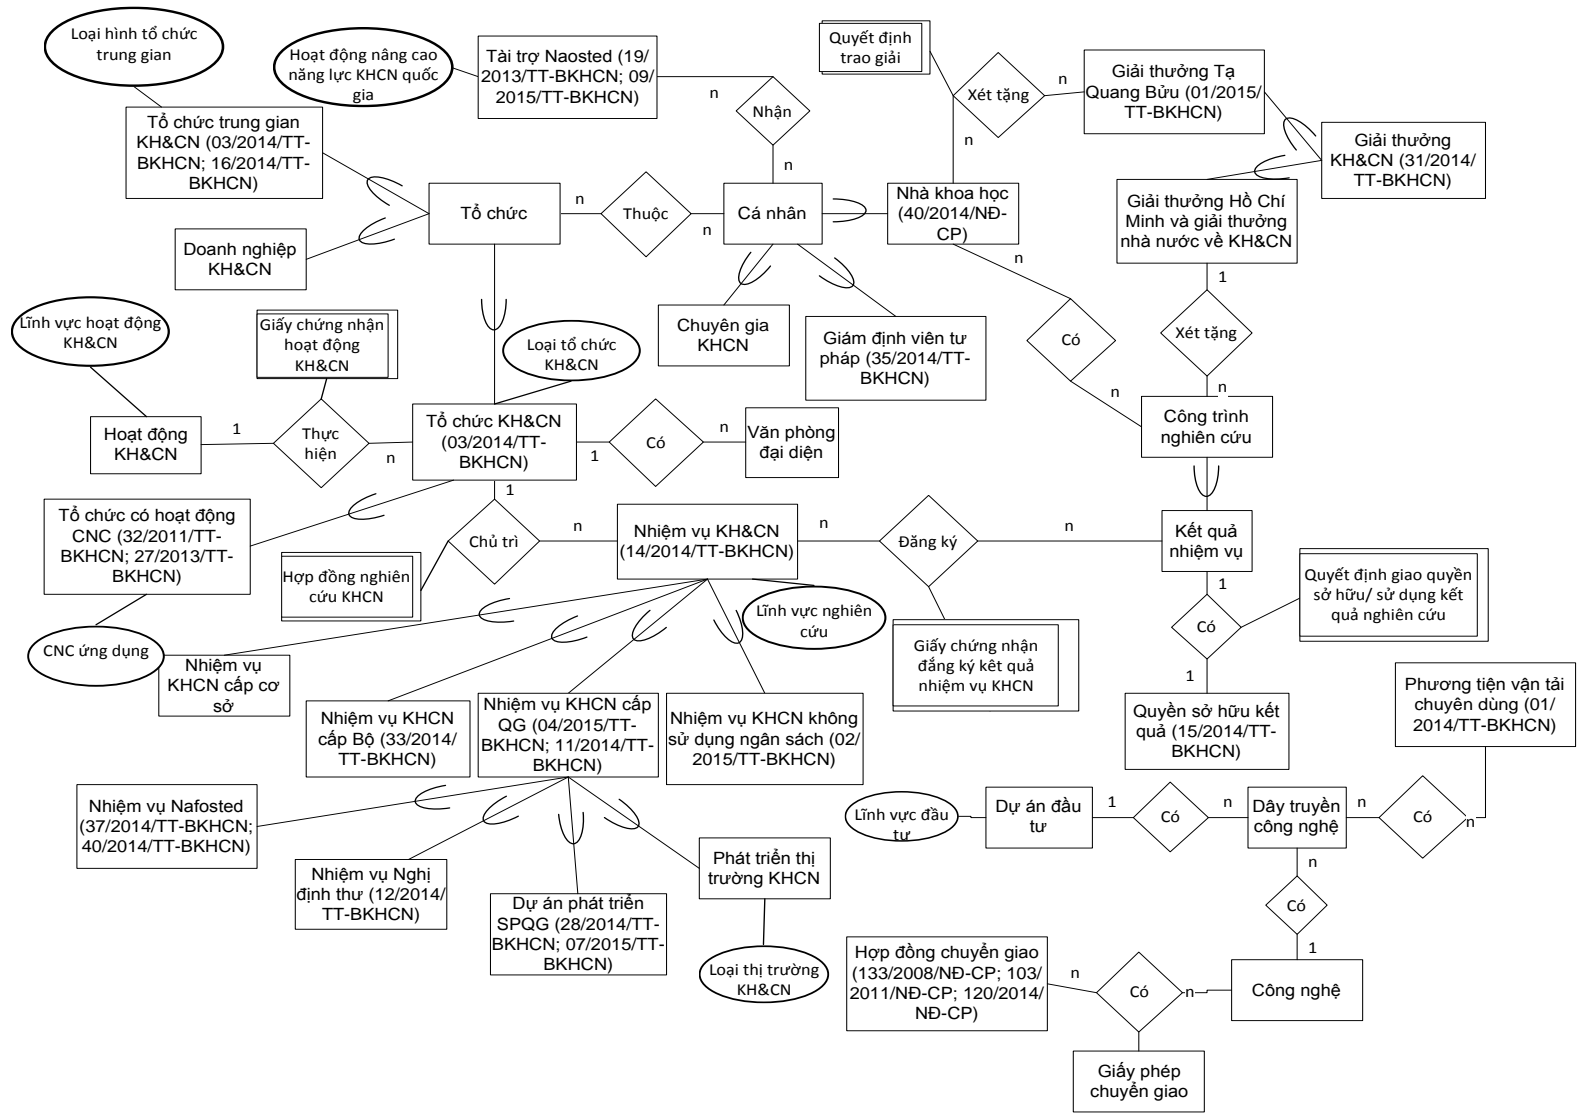 Loại hình tổ chức
trung gian
Hoạt động nâng cao
năng lực KHCN quốc
gia
Tài trợ Naosted (19/
2013/TT-BKHCN; 09/
2015/TT-BKHCN)
n
Nhận
n
Quyết định
trao giải
Xét tặng
n
n
Giải thưởng Tạ
Quang Bửu (01/2015/
TT-BKHCN)
Giải thưởng
KH&CN (31/2014/
TT-BKHCN)
Tổ chức trung gian
KH&CN (03/2014/TT-
BKHCN; 16/2014/TT-
BKHCN)
Doanh nghiệp
KH&CN
Tổ chức
n
Thuộc
n
Cá nhân
Nhà khoa học
(40/2014/NĐ-
CP)
Giải thưởng Hồ Chí
Minh và giải thưởng
nhà nước về KH&CN
1
Xét tặng
n
n
Có
n
Chuyên gia
KHCN
Giám định viên tư
pháp (35/2014/TT-
BKHCN)
Lĩnh vực hoạt động
KH&CN
Giấy chứng nhận
hoạt động
KH&CN
Loại tổ chức
KH&CN
Hoạt động
KH&CN
1
Thực
hiện
n
Tổ chức KH&CN
(03/2014/TT-
BKHCN)
1
Có
n
Văn phòng
đại diện
Công trình
nghiên cứu
Tổ chức có hoạt động
CNC (32/2011/TT-
BKHCN; 27/2013/TT-
BKHCN)
1
Chủ trì
n
Hợp đồng nghiên
cứu KHCN
Nhiệm vụ KH&CN
(14/2014/TT-BKHCN)
n
Đăng ký
n
Kết quả
nhiệm vụ
CNC ứng dụng
Lĩnh vực nghiên
cứu
Giấy chứng nhận
đắng ký kêt quả
nhiệm vụ KHCN
1
Có
1
Quyết định giao quyền
sở hữu/ sử dụng kết
quả nghiên cứu
Nhiệm vụ
KHCN cấp cơ
sở
Nhiệm vụ KHCN
cấp Bộ (33/2014/
TT-BKHCN)
Nhiệm vụ KHCN cấp
QG (04/2015/TT-
BKHCN; 11/2014/TT-
BKHCN)
Nhiệm vụ KHCN không
sử dụng ngân sách (02/
2015/TT-BKHCN)
Quyền sở hữu kết
quả (15/2014/TT-
BKHCN)
Phương tiện vận tải
chuyên dùng (01/
2014/TT-BKHCN)
Nhiệm vụ Nafosted
(37/2014/TT-BKHCN;
40/2014/TT-BKHCN)
Nhiệm vụ Nghị
định thư (12/2014/
TT-BKHCN)
Dự án phát triển
SPQG (28/2014/TT-
BKHCN; 07/2015/TT-
BKHCN)
Phát triển thị
trường KHCN
Loại thị trường
KH&CN
Lĩnh vực đầu
tư
Dự án đầu
tư
1
Có
n
Dây truyền
công nghệ
n
Có
n
n
Có
1
Hợp đồng chuyển giao
(133/2008/NĐ-CP; 103/
2011/NĐ-CP; 120/2014/
NĐ-CP)
n
Có
n
Công nghệ
Giấy phép
chuyển giao